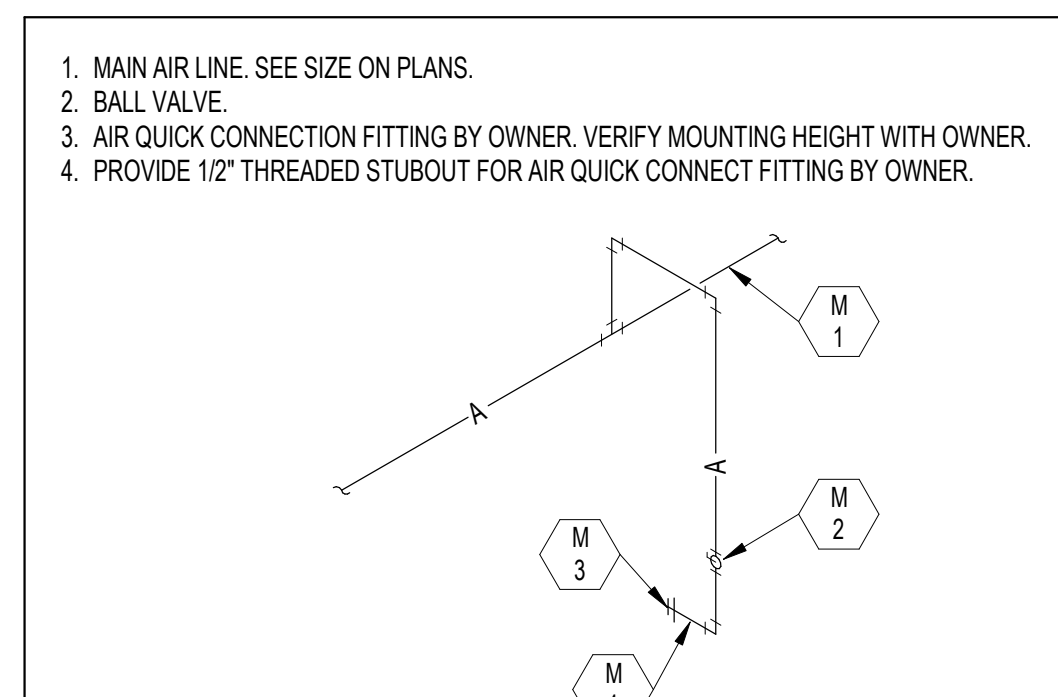 1. MAIN AIR LINE. SEE SIZE ON PLANS.
2. BALL VALVE.
3. AIR QUICK CONNECTION FITTING BY OWNER. VERIFY MOUNTING HEIGHT WITH OWNER.
4. PROVIDE 1/2" THREADED STUBOUT FOR AIR QUICK CONNECT FITTING BY OWNER.
M
1
A
A
M
2
M
3
M